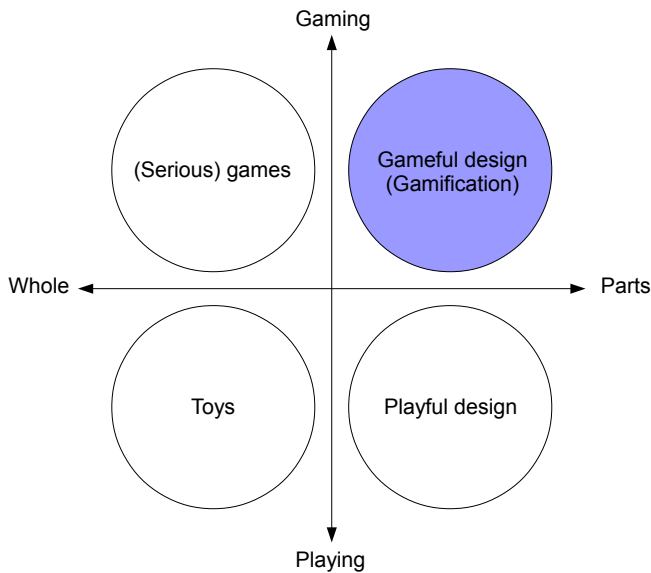 Gaming
(Serious) games
Gameful design
(Gamification)
Whole
Parts
Toys
Playful design
Playing